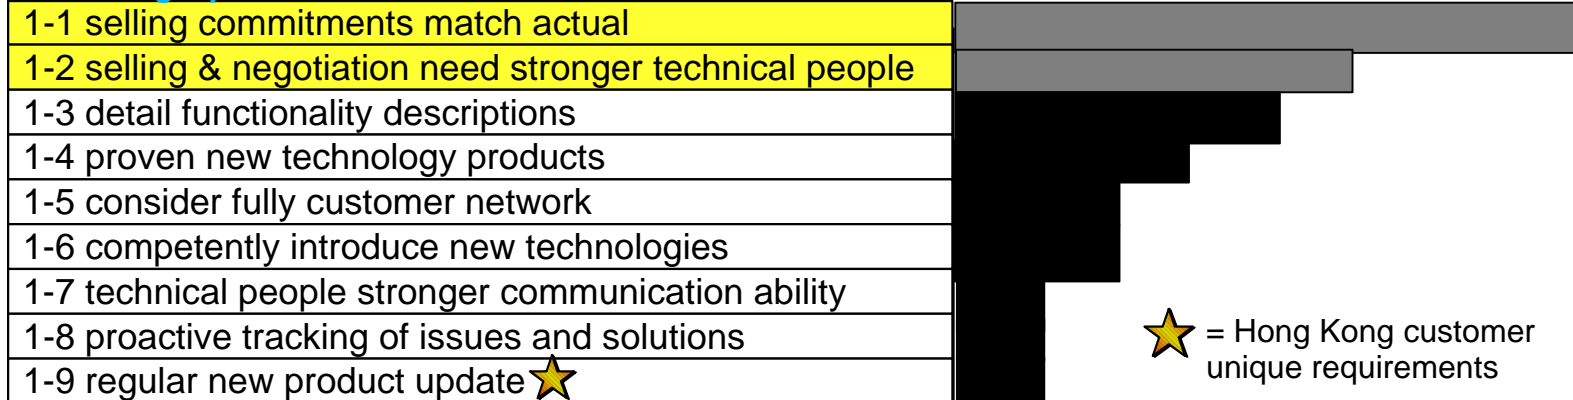 1-1 selling commitments match actual
1-2 selling & negotiation need stronger technical people
1-3 detail functionality descriptions
1-4 proven new technology products
1-5 consider fully customer network
1-6 competently introduce new technologies
1-7 technical people stronger communication ability
1-8 proactive tracking of issues and solutions
1-9 regular new product update
= Hong Kong customer
unique requirements